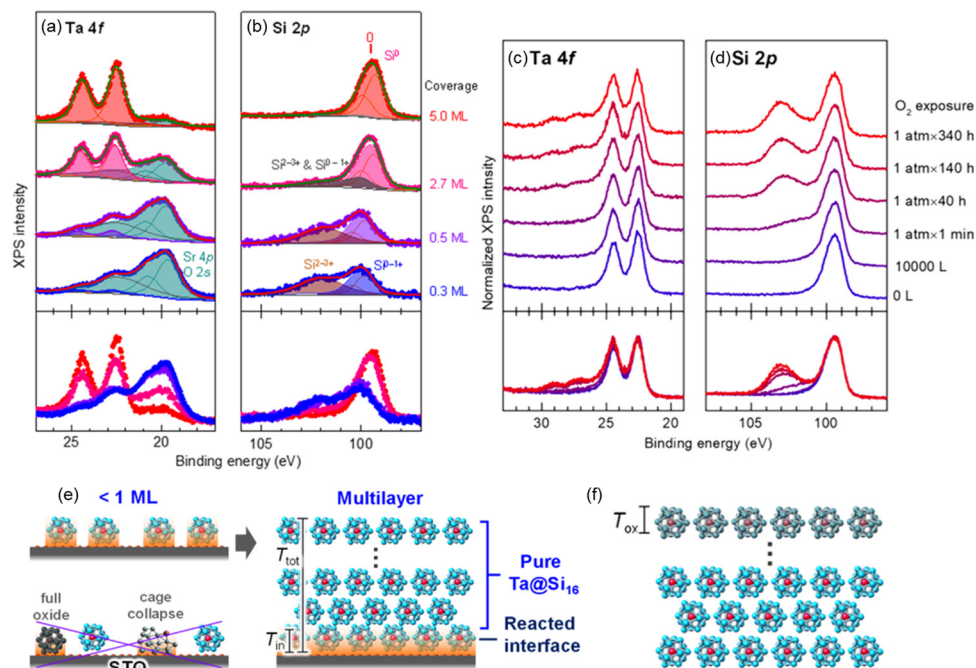 (a) Ta 4f
(b) Si 2p
0
Si⁰
Coverage
5.0 ML
Si²⁻³⁺ & Si⁰⁻¹⁺
2.7 ML
0.5 ML
Sr 4p
O 2s
Si²⁻³⁺
Si⁰⁻¹⁺
0.3 ML
XPS intensity
25 20
106 100
Binding energy (eV)
(c) Ta 4f
(d) Si 2p
O₂ exposure
1 atm×340 h
1 atm×140 h
1 atm×40 h
1 atm×1 min
10000 L
0 L
Normalized XPS intnsity
30 25 20
106 100
Binding energy (eV)
(e) < 1 ML
Multilayer
Ttot
Pure
Ta@Si₁₆
Tin
Reacted
interface
full
oxide
cage
collapse
STO
(f)
Tox